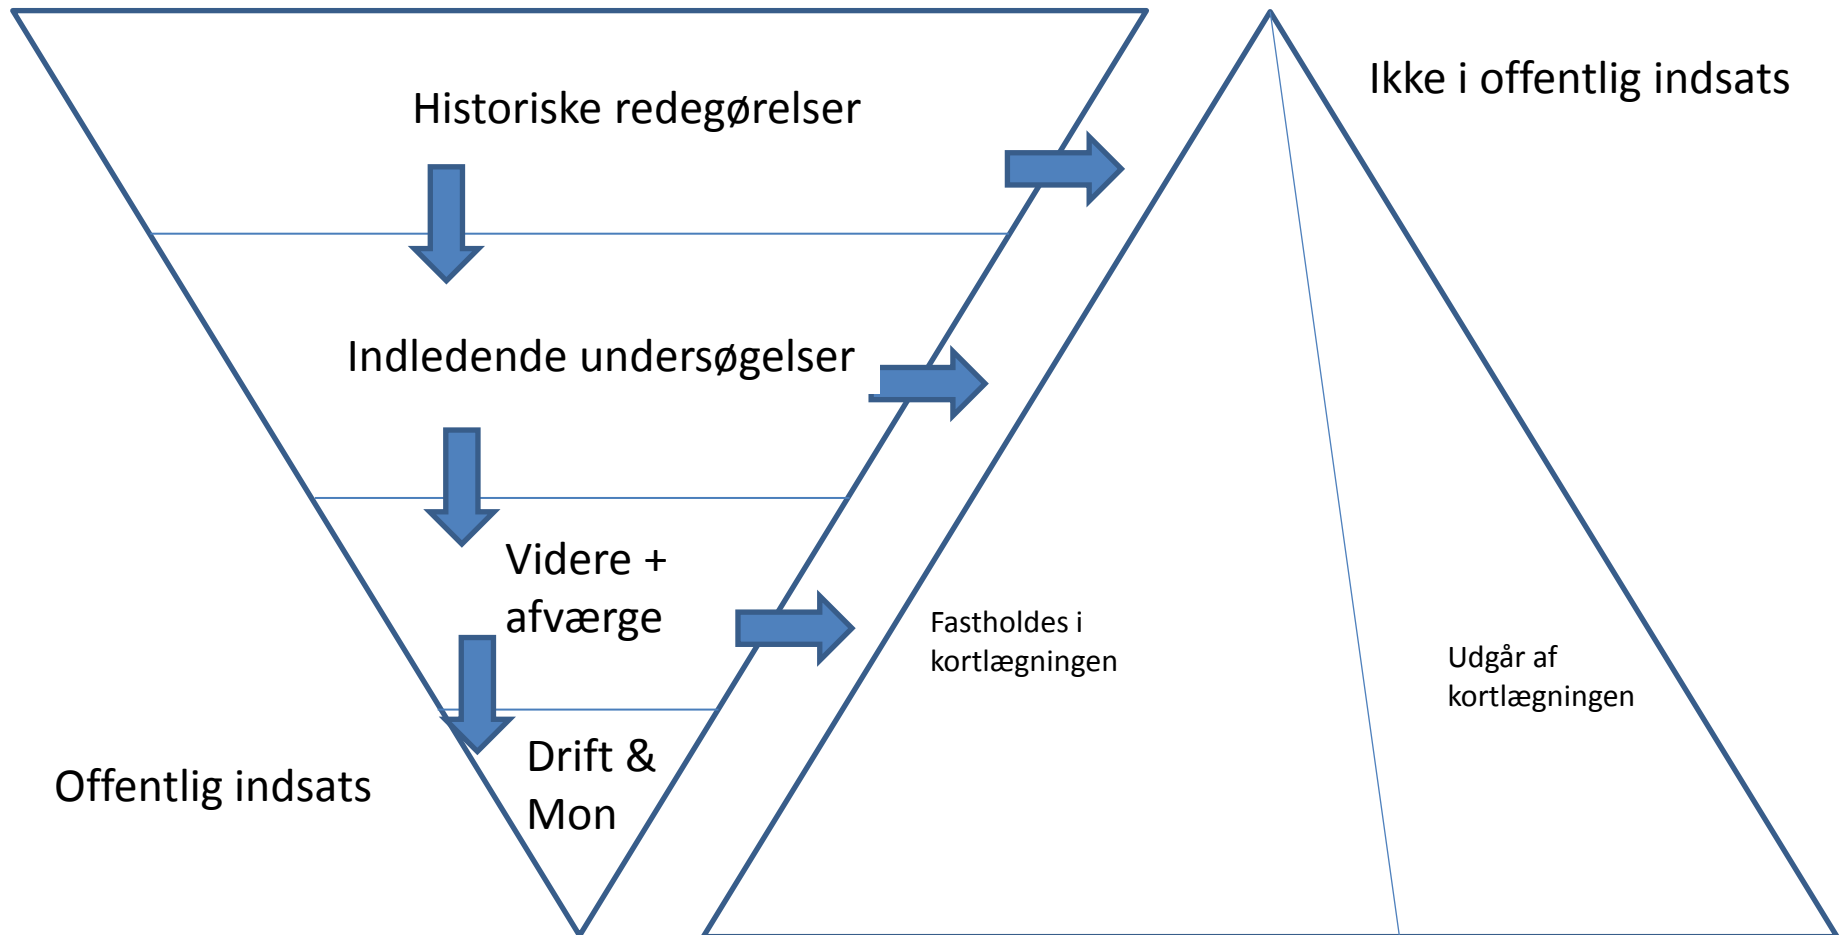 Historiske redegørelser
Ikke i offentlig indsats
Indledende undersøgelser
Videre +
afværge
Fastholdes i
kortlægningen
Udgår af
kortlægningen
Drift &
Mon
Offentlig indsats